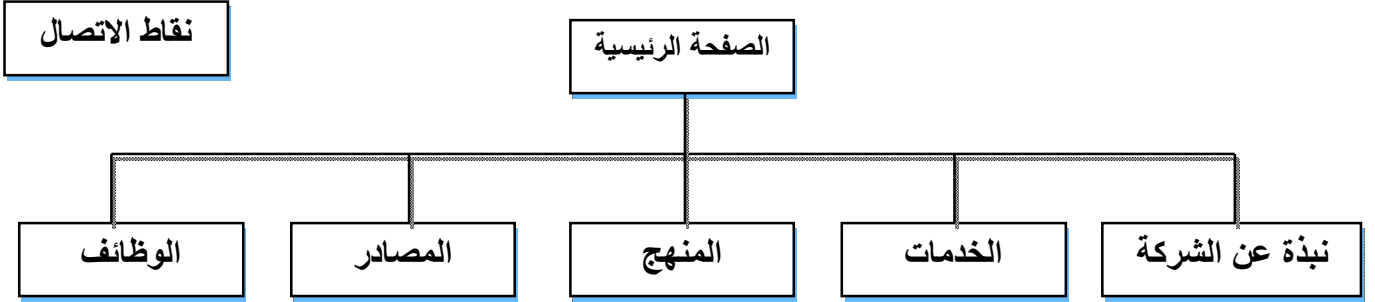 الصفحة الرئيسية
نقاط الاتصال
نبذة عن الشركة
الخدمات
المنهج
المصادر
الوظائف